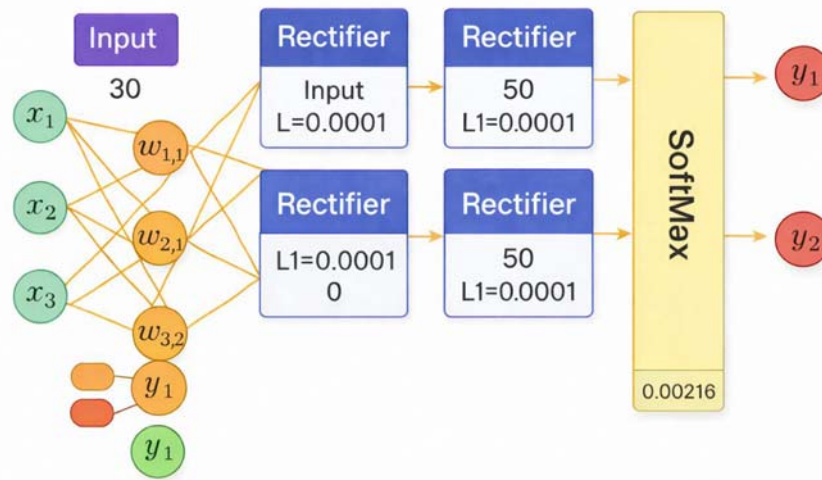 Input
30
x₁
x₂
x₃
w₁,₁
w₂,₁
w₃,₂
y₁
y₁
Rectifier
Input
L=0.0001
Rectifier
50
L1=0.0001
Rectifier
L1=0.0001
0
Rectifier
50
L1=0.0001
SoftMax
0.00216
y₁
y₂